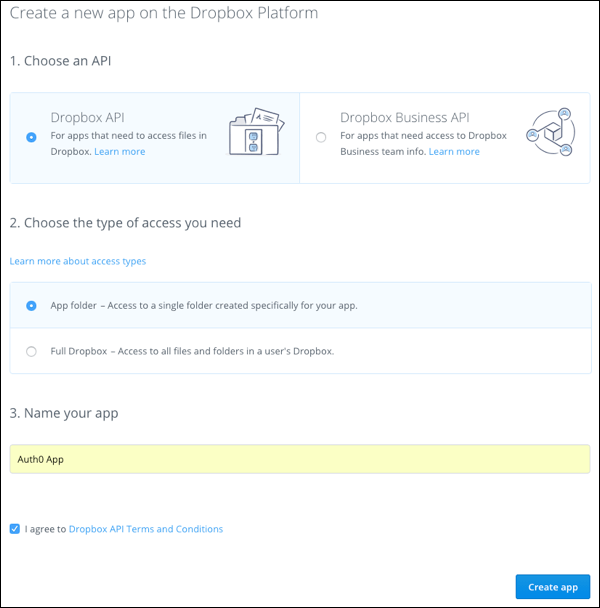 Create a new app on the Dropbox Platform
1. Choose an API
Dropbox API
For apps that need to access files in
Dropbox. Learn more
Dropbox Business API
For apps that need access to Dropbox
Business team info. Learn more
2. Choose the type of access you need
Learn more about access types
App folder – Access to a single folder created specifically for your app.
Full Dropbox – Access to all files and folders in a user's Dropbox.
3. Name your app
Auth0 App
I agree to Dropbox API Terms and Conditions
Create app